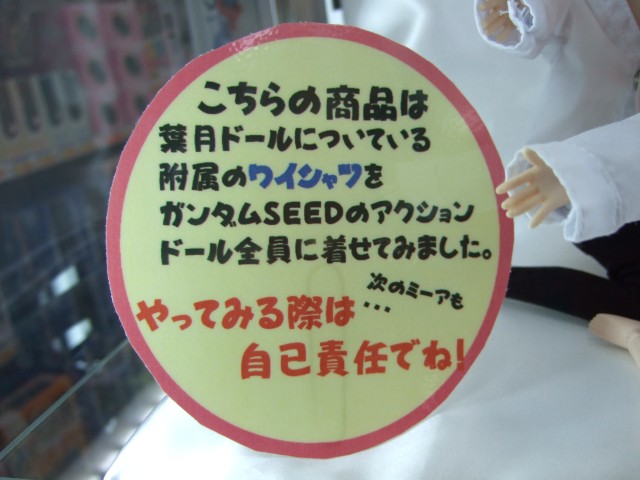 こちらの商品は
葉月ドールについている
附属のワイシャツを
ガンダムSEEDのアクション
ドール全員に着せてみました。
次のミーアも
・・・
やってみる際は
自己責任でね!